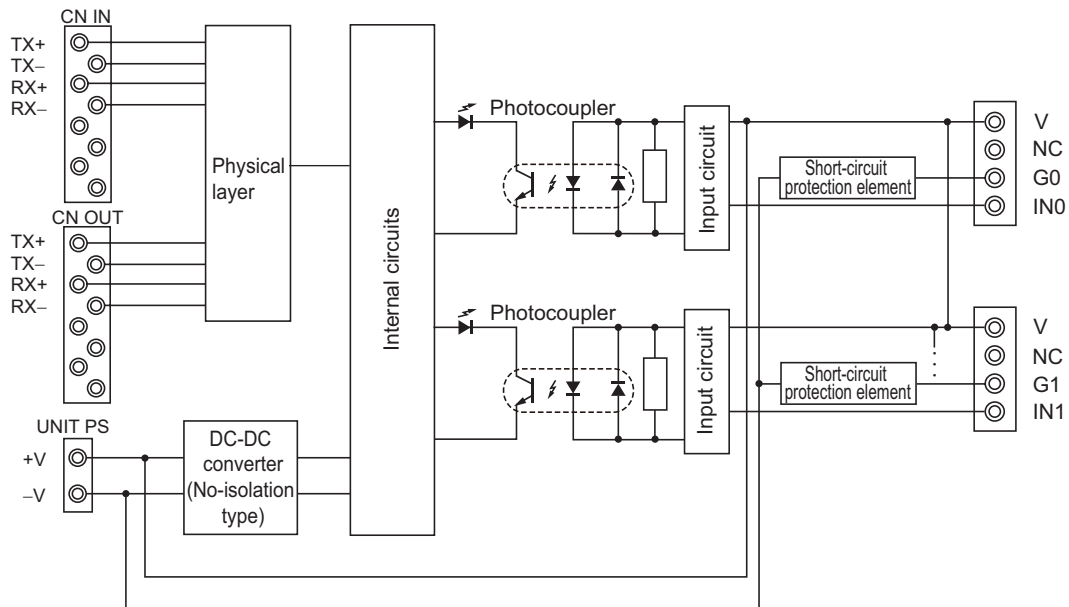 CN IN
TX+
TX−
RX+
RX−
Physical
layer
CN OUT
TX+
TX−
RX+
RX−
UNIT PS
+V
−V
DC-DC
converter
(No-isolation
type)
Internal circuits
Photocoupler
Input circuit
Short-circuit
protection element
V
NC
G0
IN0
Photocoupler
Input circuit
Short-circuit
protection element
V
NC
G1
IN1